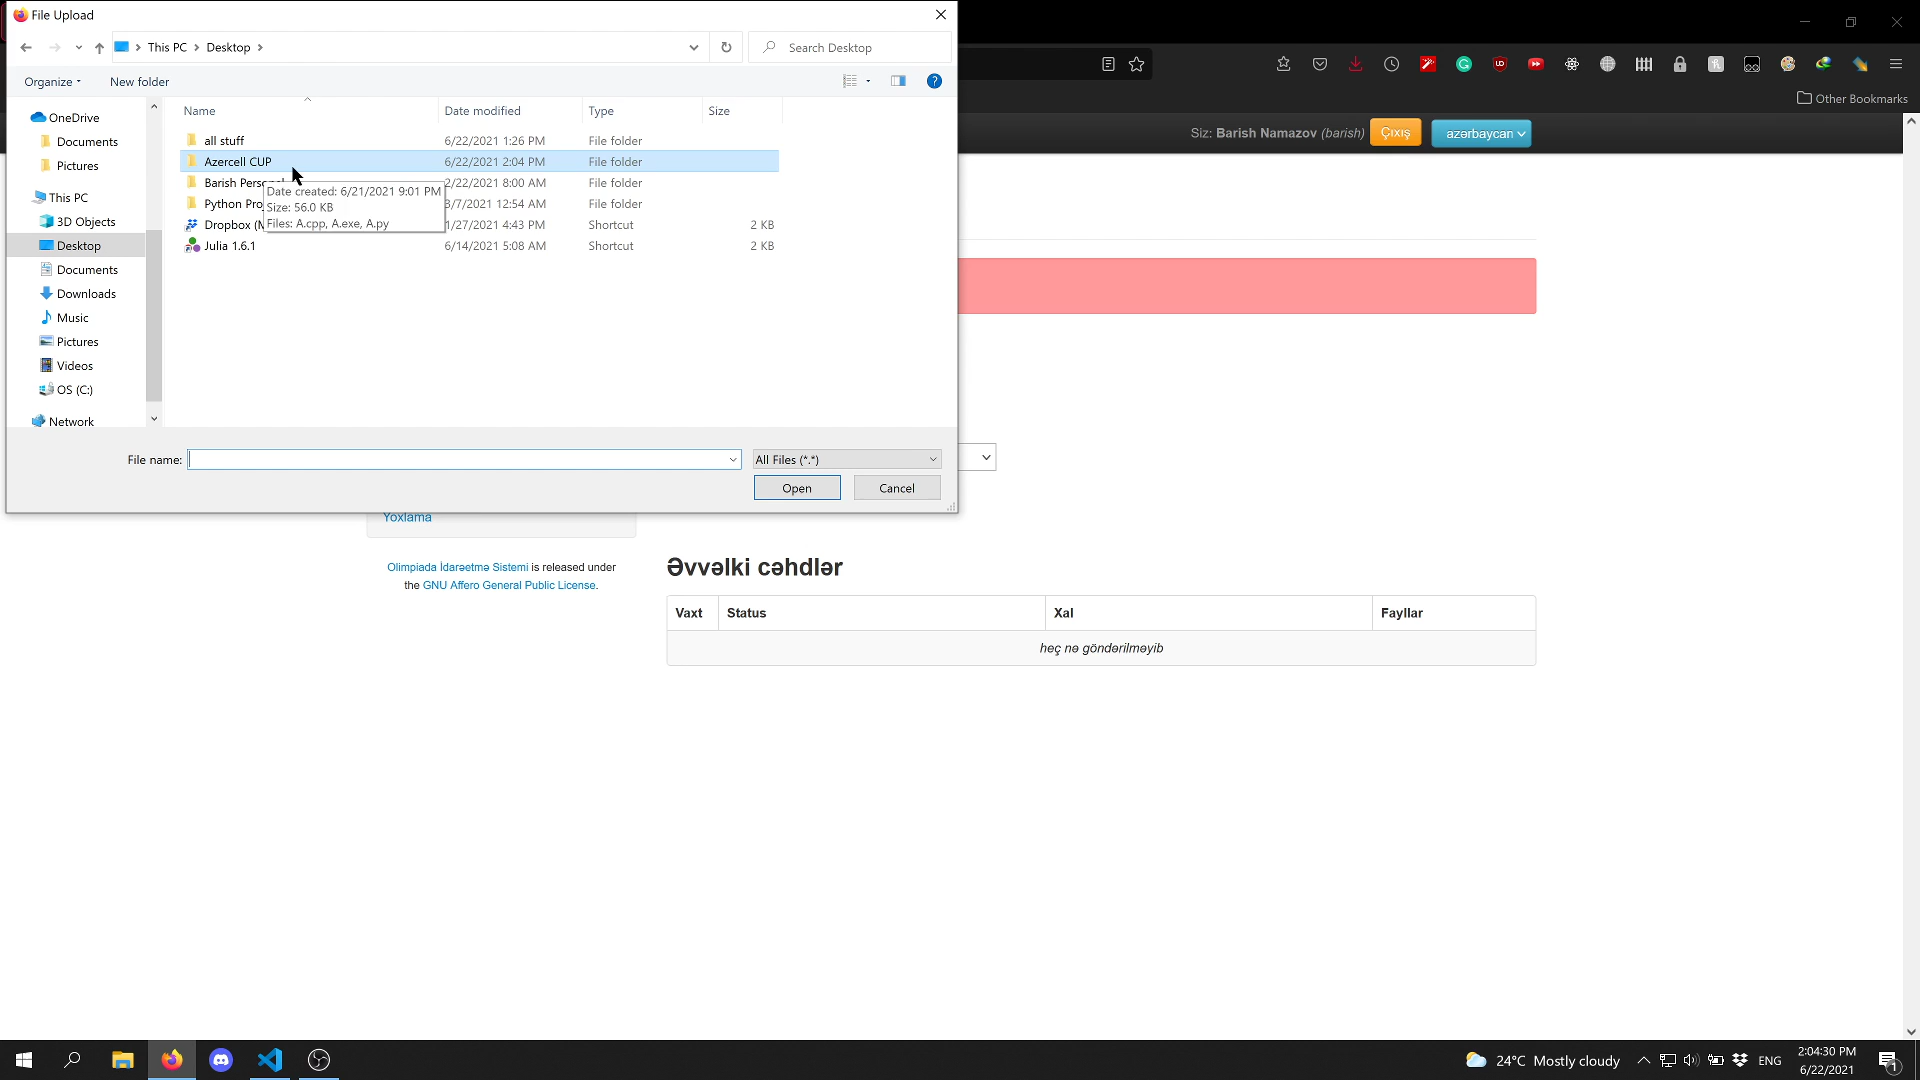 File Upload
This PC
Desktop
Search Desktop
Organize
New folder
Other Bookmarks
Siz: Barish Namazov (barish)
Çıxış
azərbaycan
OneDrive
Documents
Pictures
This PC
3D Objects
Desktop
Documents
Downloads
Music
Pictures
Videos
OS (C:)
Network
Name Date modified Type Size
all stuff 6/22/2021 1:26 PM File folder
Azercell CUP 6/22/2021 2:04 PM File folder
Barish 2/22/2021 8:00 AM File folder
Python 3/7/2021 12:54 AM File folder
Dropbox 1/27/2021 4:43 PM Shortcut 2 KB
Julia 1.6.1 6/14/2021 5:08 AM Shortcut 2 KB
Date created: 6/21/2021 9:01 PM
Size: 56.0 KB
Files: A.cpp, A.exe, A.py
File name:
All Files (*.*)
Open
Cancel
Yoxlama
Olimpiada İdarəetmə Sistemi is released under
the GNU Affero General Public License.
Əvvəlki cəhdlər
Vaxt Status Xal Fayllar
heç nə göndərilməyib
24°C Mostly cloudy
ENG
2:04:30 PM
6/22/2021
1